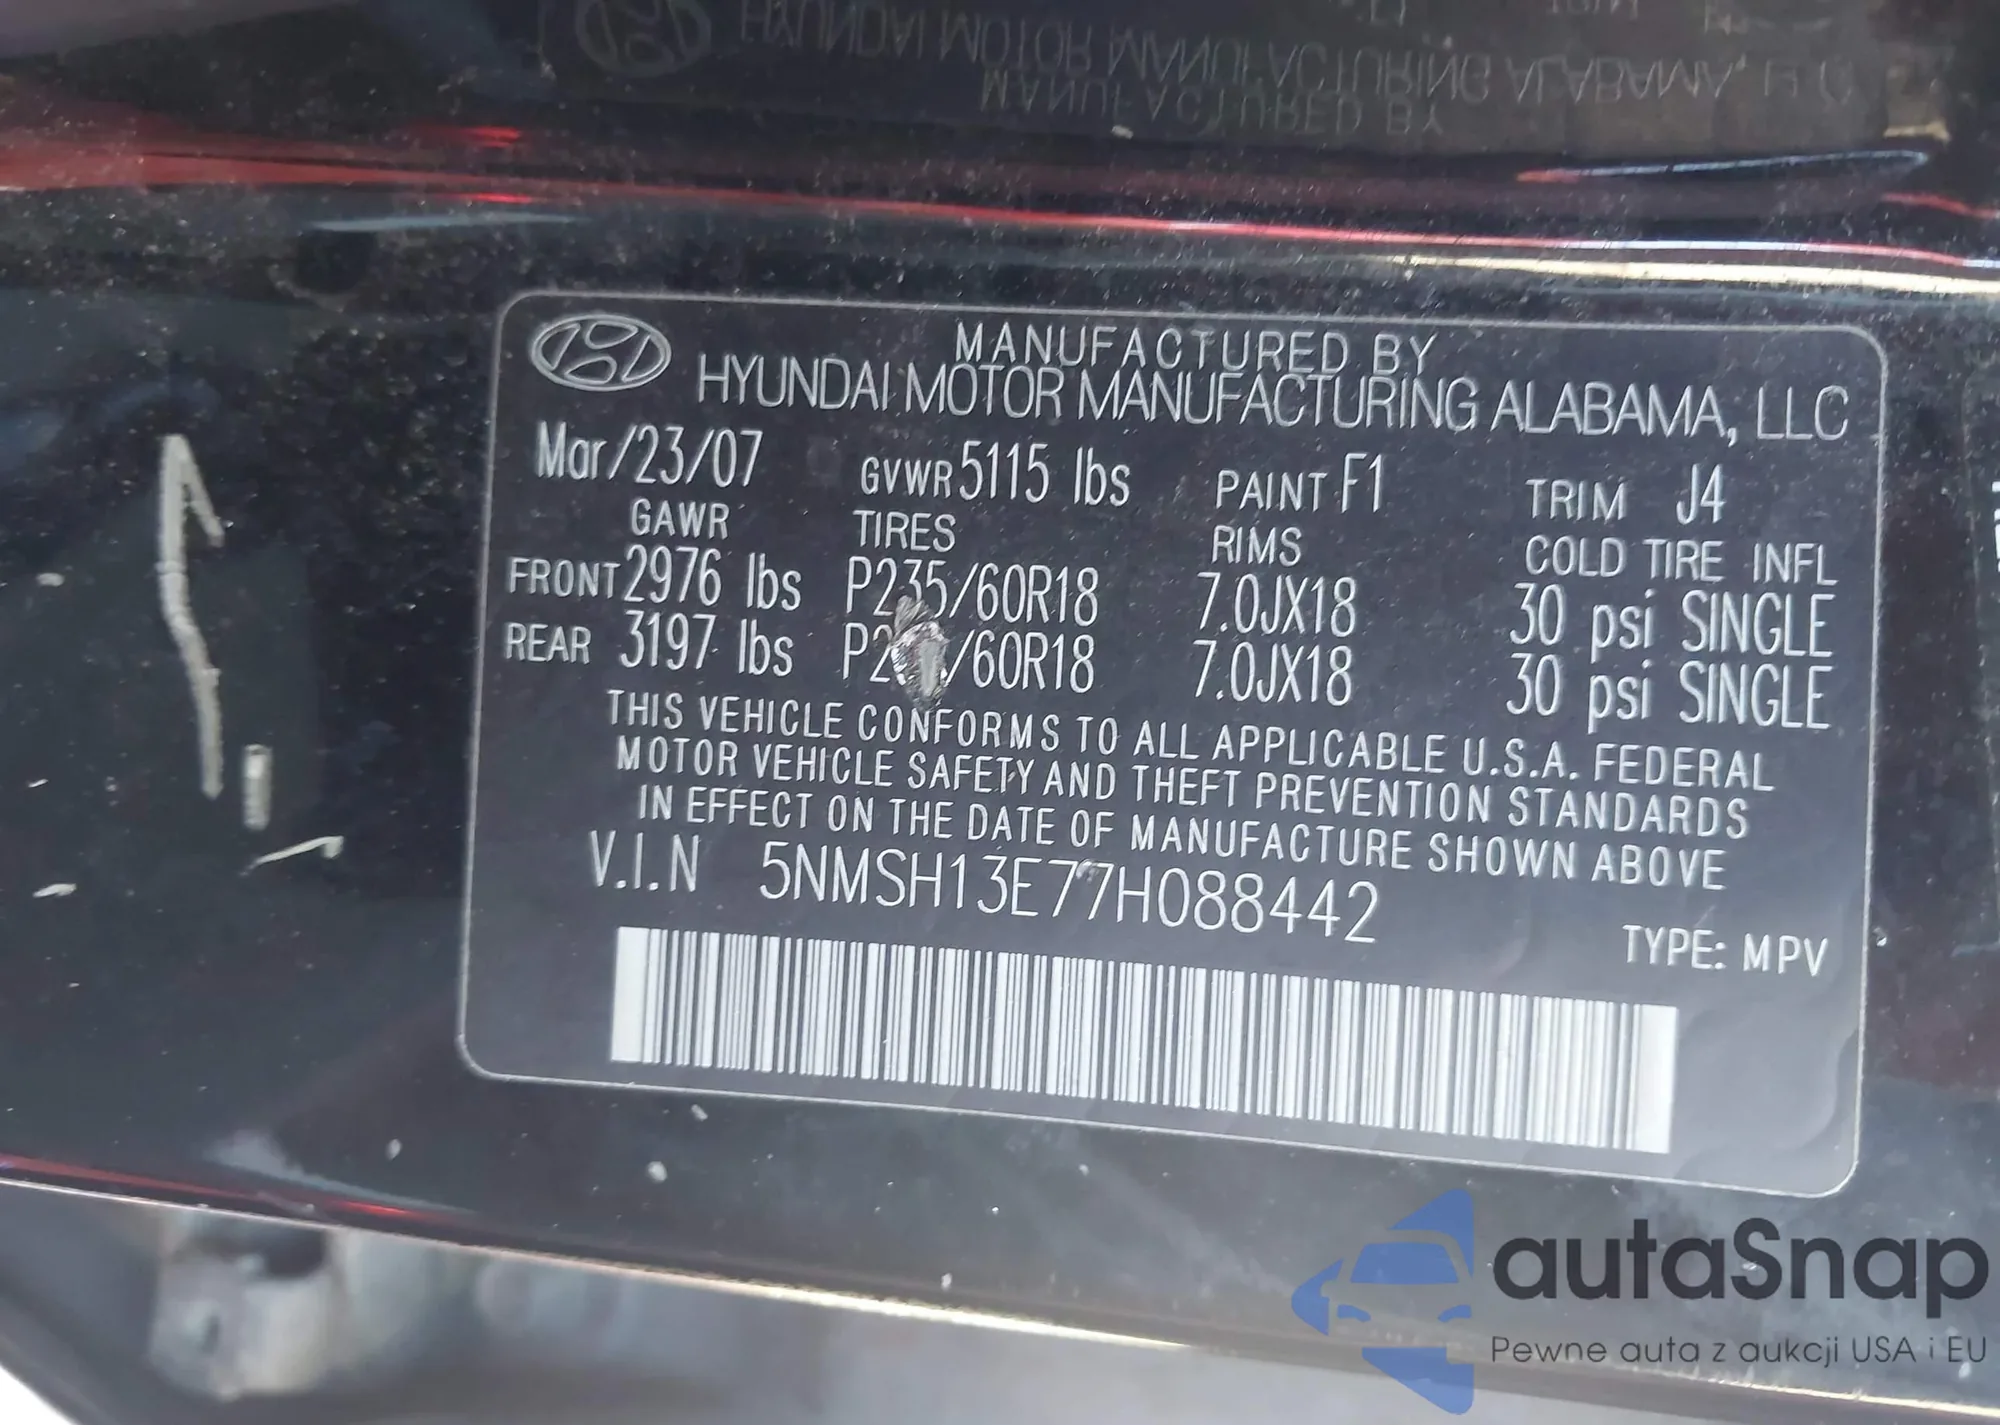 MANUFACTURED BY
HYUNDAI MOTOR MANUFACTURING ALABAMA, LLC
Mar/23/07 GVWR 5115 lbs PAINT F1 TRIM J4
GAWR TIRES RIMS COLD TIRE INFL
FRONT 2976 lbs P235/60R18 7.0JX18 30 psi SINGLE
REAR 3197 lbs /60R18 7.0JX18 30 psi SINGLE
THIS VEHICLE CONFORMS TO ALL APPLICABLE U.S.A. FEDERAL
MOTOR VEHICLE SAFETY AND THEFT PREVENTION STANDARDS
IN EFFECT ON THE DATE OF MANUFACTURE SHOWN ABOVE
V.I.N 5NMSH13E77H088442
TYPE: MPV
autaSnap
Pewne auta z aukcji USA i EU